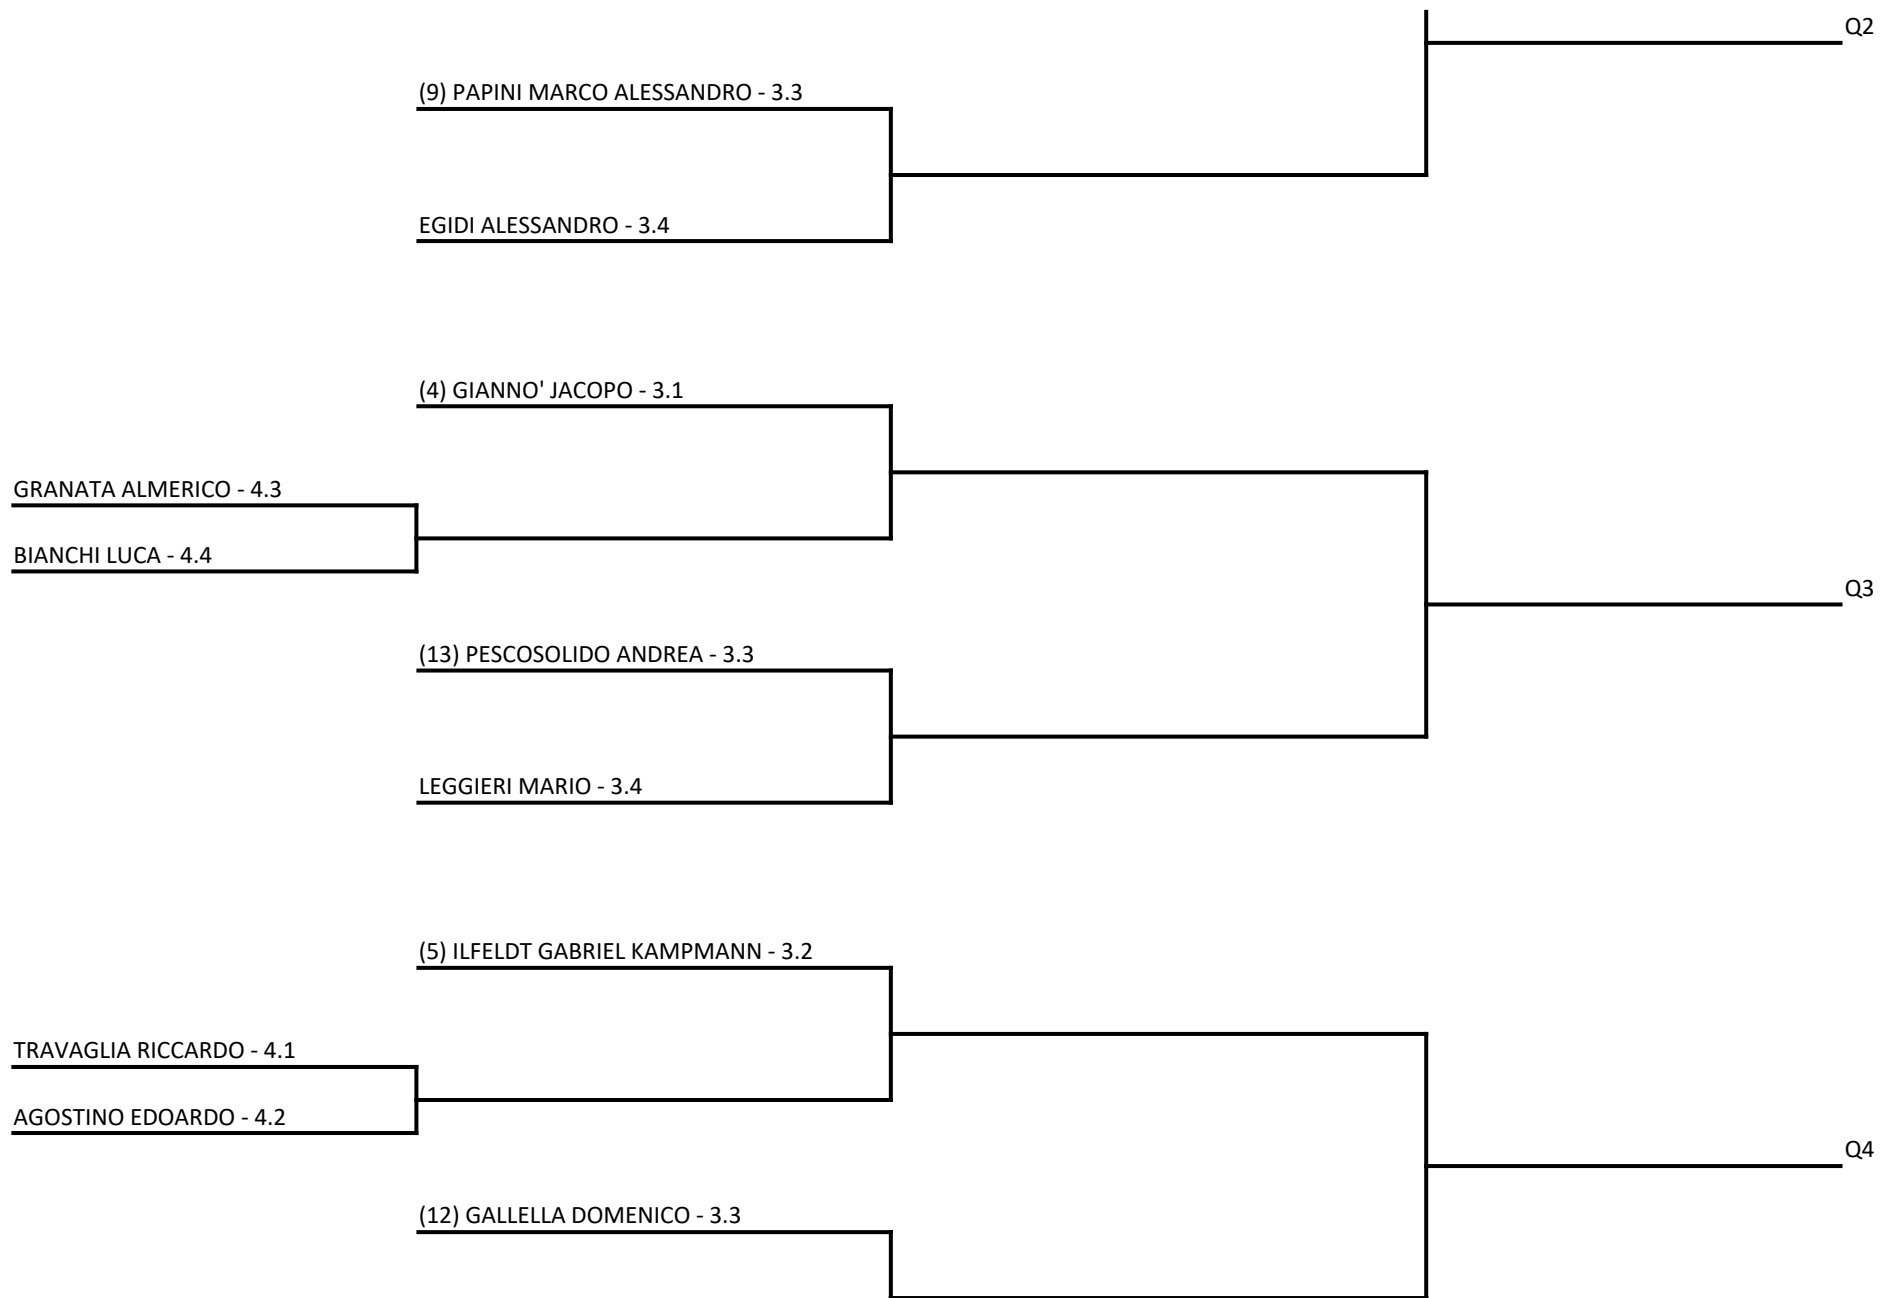 Q2
(9) PAPINI MARCO ALESSANDRO - 3.3
EGIDI ALESSANDRO - 3.4
(4) GIANNO' JACOPO - 3.1
GRANATA ALMERICO - 4.3
BIANCHI LUCA - 4.4
Q3
(13) PESCOSOLIDO ANDREA - 3.3
LEGGIERI MARIO - 3.4
(5) ILFELDT GABRIEL KAMPMANN - 3.2
TRAVAGLIA RICCARDO - 4.1
AGOSTINO EDOARDO - 4.2
Q4
(12) GALLELLA DOMENICO - 3.3